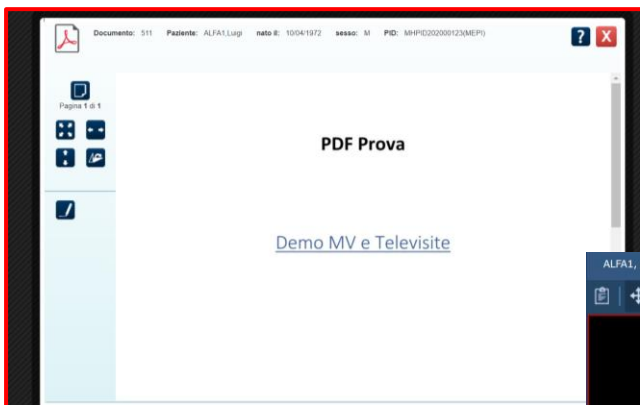 Documento: 511 Paziente: ALFA1,Luigi nato il: 10/04/1972 sesso: M PID: MHPID202000123(MEPI)
?
X
Pagina 1 di 1
PDF Prova
Demo MV e Televisite
ALFA1,